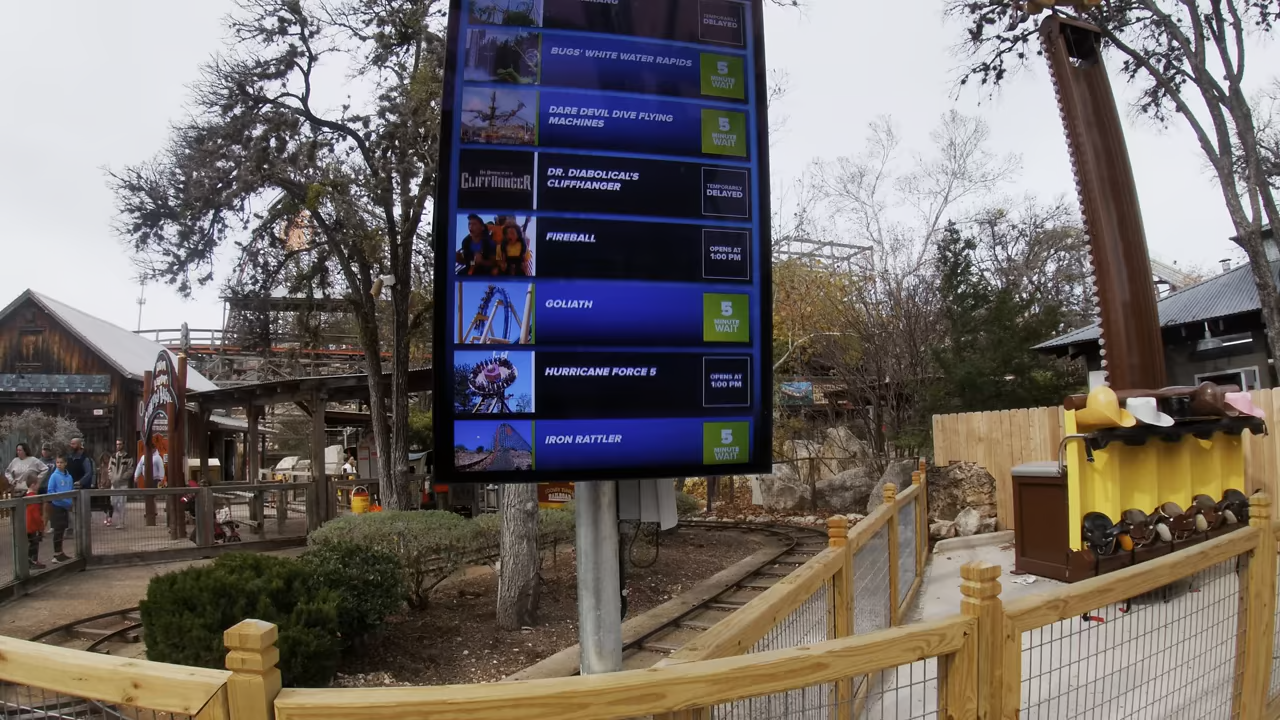 TEMPORARILY
DELAYED
BUGS' WHITE WATER RAPIDS
5
MINUTE
WAIT
DARE DEVIL DIVE FLYING
MACHINES
5
MINUTE
WAIT
CLIFFHANGER
DR. DIABOLICAL'S
CLIFFHANGER
TEMPORARILY
DELAYED
FIREBALL
OPENS AT
1:00 PM
GOLIATH
5
MINUTE
WAIT
HURRICANE FORCE 5
OPENS AT
1:00 PM
IRON RATTLER
5
MINUTE
WAIT
RAILROAD